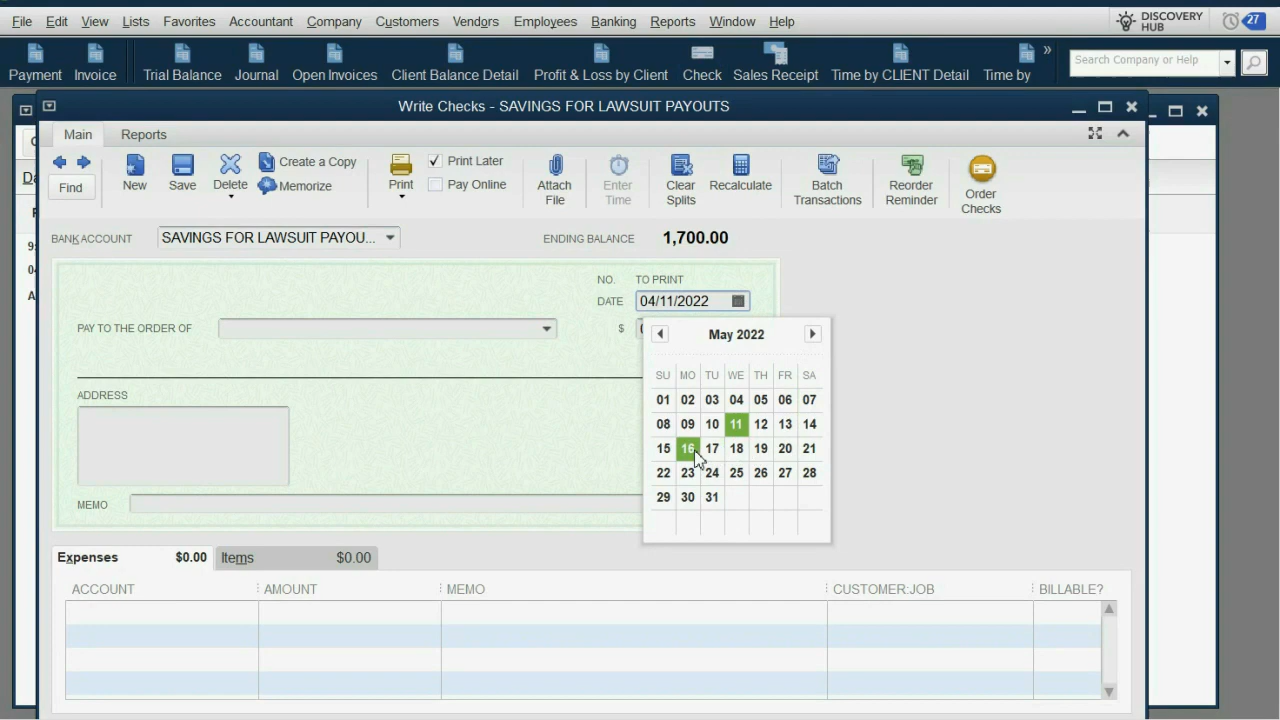 File Edit View Lists Favorites Accountant Company Customers Vendors Employees Banking Reports Window Help
DISCOVERY
HUB
27
Payment Invoice Trial Balance Journal Open Invoices Client Balance Detail Profit & Loss by Client Check Sales Receipt Time by CLIENT Detail Time by »
Search Company or Help
Write Checks - SAVINGS FOR LAWSUIT PAYOUTS
Main Reports
Find
New
Save
Delete
Create a Copy
Memorize
Print
Print Later
Pay Online
Attach
File
Enter
Time
Clear
Splits
Recalculate
Batch
Transactions
Reorder
Reminder
Order
Checks
BANK ACCOUNT SAVINGS FOR LAWSUIT PAYOU... ENDING BALANCE 1,700.00
NO. TO PRINT
DATE 04/11/2022
PAY TO THE ORDER OF $
May 2022
SU MO TU WE TH FR SA
01 02 03 04 05 06 07
08 09 10 11 12 13 14
15 16 17 18 19 20 21
22 23 24 25 26 27 28
29 30 31
ADDRESS
MEMO
Expenses $0.00 Items $0.00
ACCOUNT AMOUNT MEMO CUSTOMER:JOB BILLABLE?